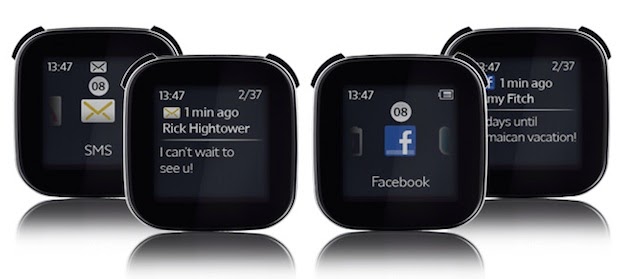 13:47
08
SMS
13:47 2/37
1 min ago
Rick Hightower
I can't wait to
see you!
13:47
08
f
Facebook
13:47 2/37
f 1 min ago
my Fitch
days until
maican vacation!